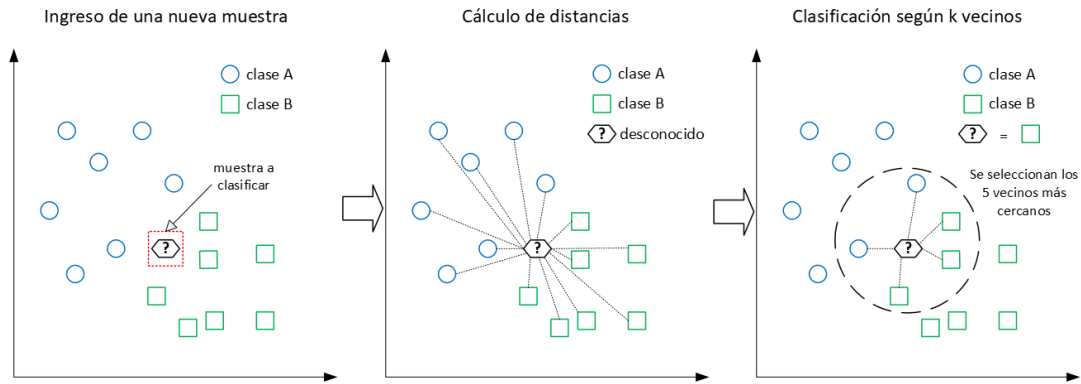 Ingreso de una nueva muestra
clase A
clase B
muestra a
clasificar
?
Cálculo de distancias
clase A
clase B
? desconocido
?
Clasificación según k vecinos
clase A
clase B
? =
Se seleccionan los
5 vecinos más
cercanos
?